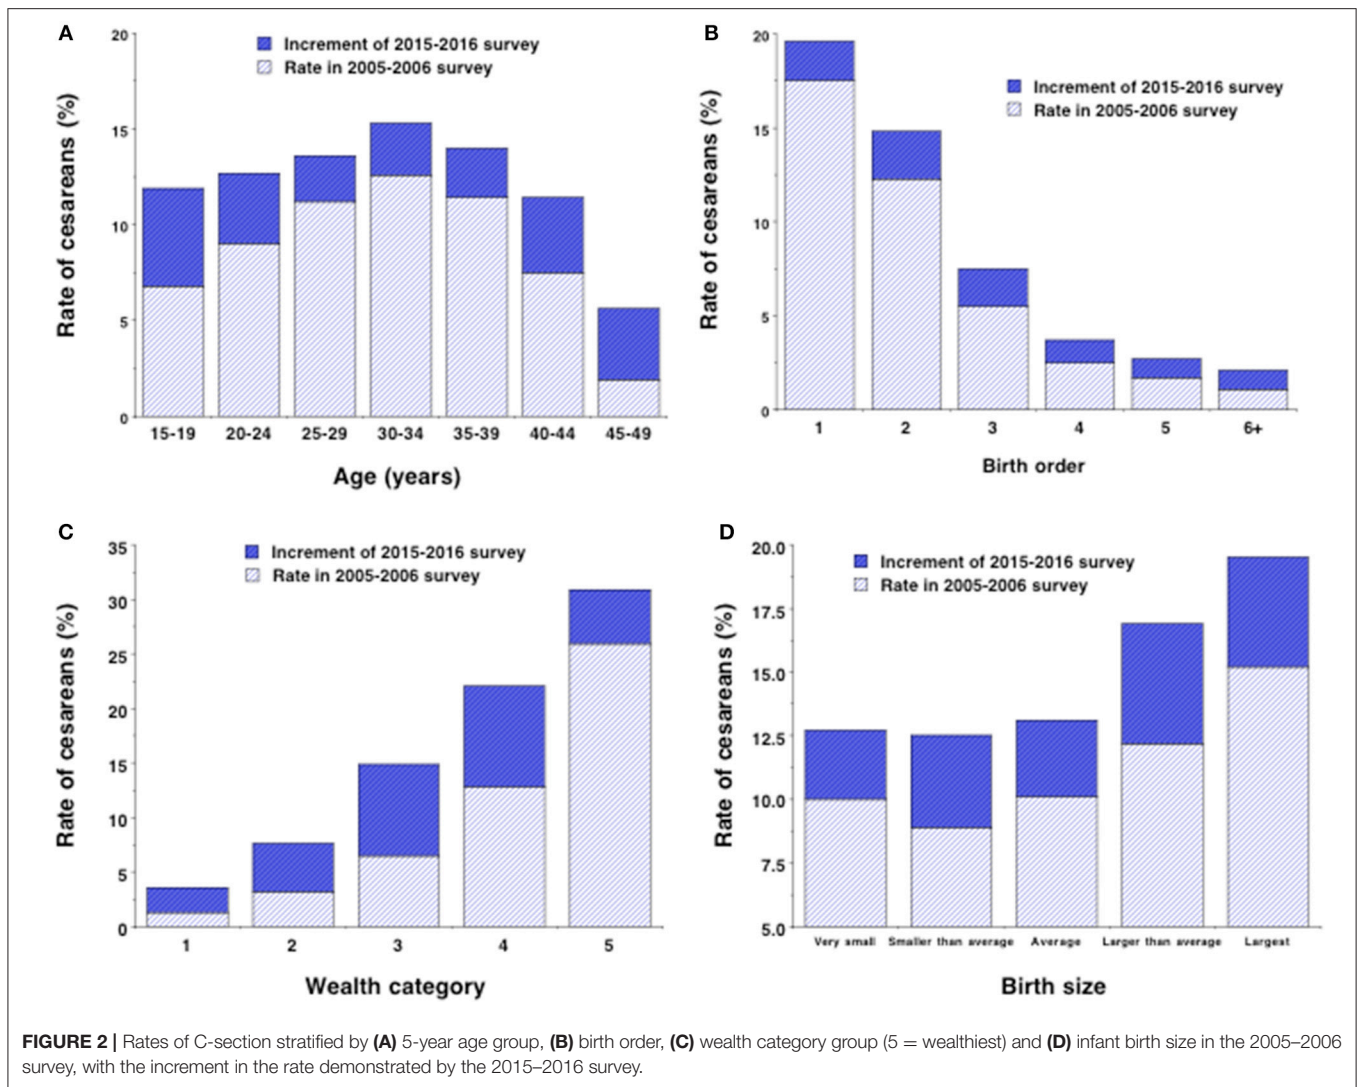 A
Increment of 2015-2016 survey
Rate in 2005-2006 survey
Rate of cesareans (%)
20
15
10
5
0
15-19 20-24 25-29 30-34 35-39 40-44 45-49
Age (years)
B
Increment of 2015-2016 survey
Rate in 2005-2006 survey
Rate of cesareans (%)
20
15
10
5
0
1 2 3 4 5 6+
Birth order
C
Increment of 2015-2016 survey
Rate in 2005-2006 survey
Rate of cesareans (%)
35
30
25
20
15
10
5
0
1 2 3 4 5
Wealth category
D
Increment of 2015-2016 survey
Rate in 2005-2006 survey
Rate of cesareans (%)
20.0
17.5
15.0
12.5
10.0
7.5
5.0
Very small Smaller than average Average Larger than average Largest
Birth size
FIGURE 2 | Rates of C-section stratified by (A) 5-year age group, (B) birth order, (C) wealth category group (5 = wealthiest) and (D) infant birth size in the 2005–2006
survey, with the increment in the rate demonstrated by the 2015–2016 survey.